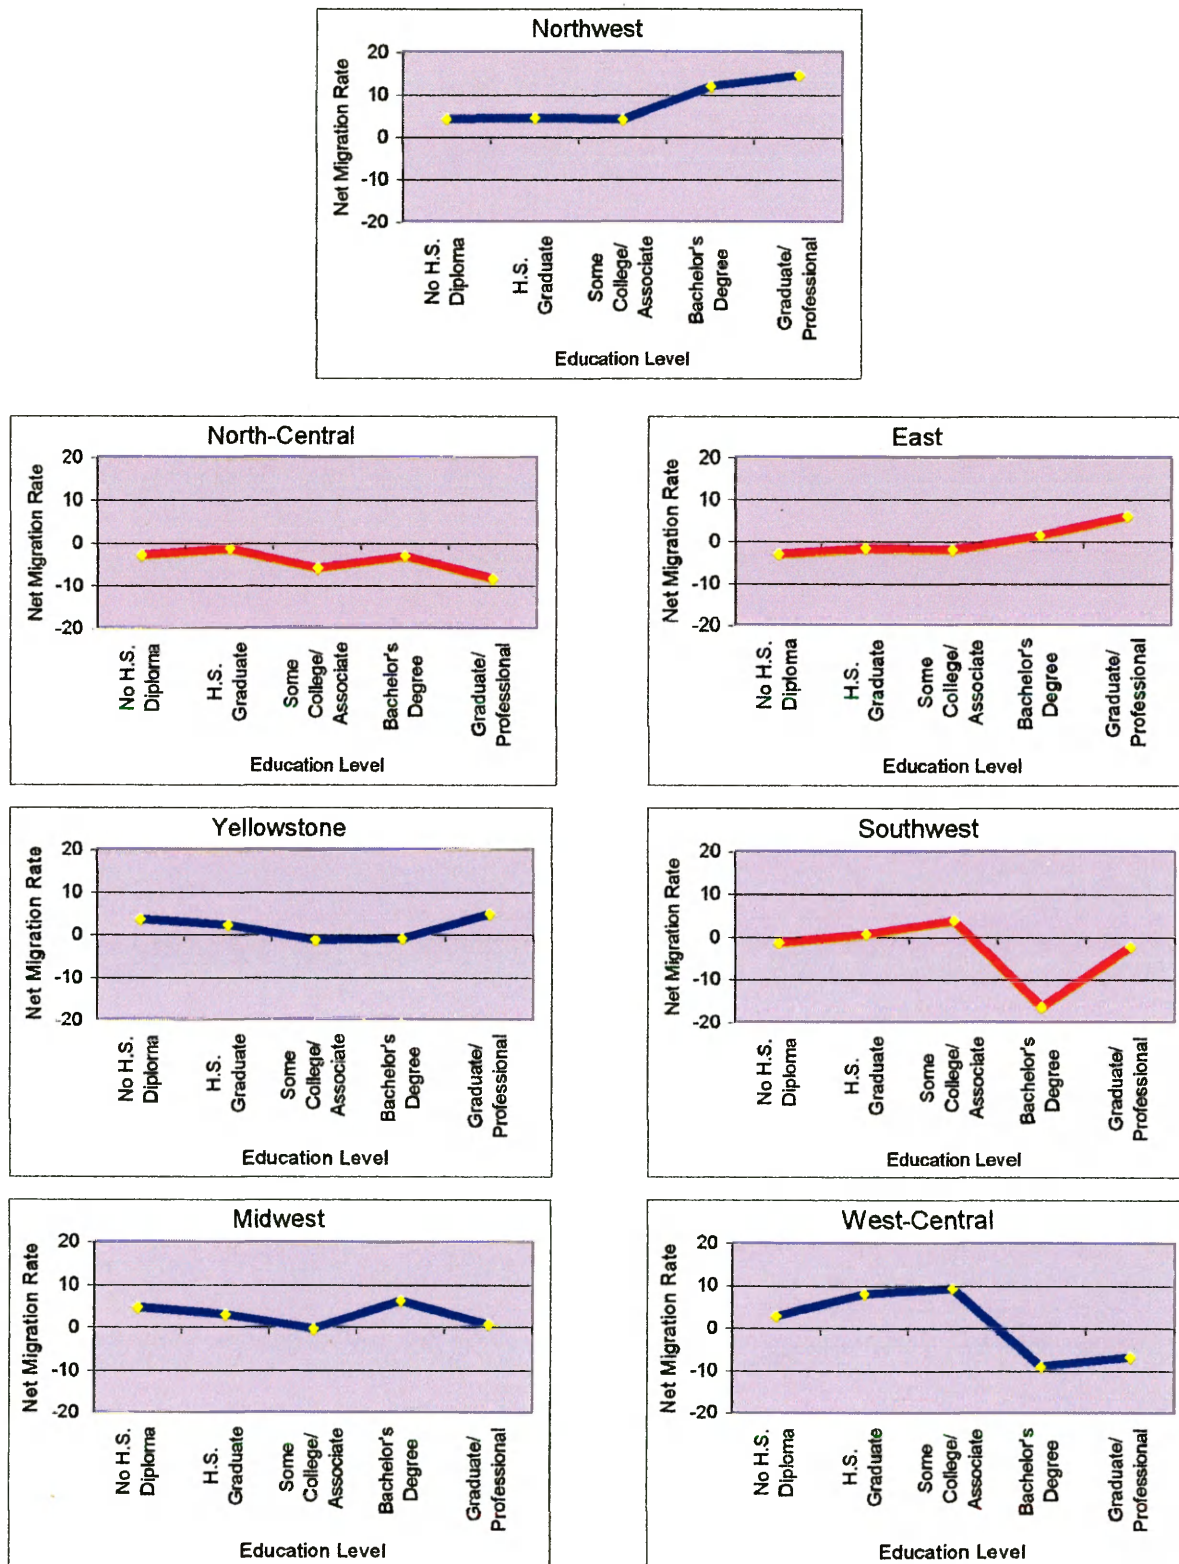 Northwest
Net Migration Rate
20
10
0
-10
-20
No H.S.
Diploma
H.S.
Graduate
Some
College/
Associate
Bachelor's
Degree
Graduate/
Professional
Education Level
North-Central
Net Migration Rate
20
10
0
-10
-20
No H.S.
Diploma
H.S.
Graduate
Some
College/
Associate
Bachelor's
Degree
Graduate/
Professional
Education Level
East
Net Migration Rate
20
10
0
-10
-20
No H.S.
Diploma
H.S.
Graduate
Some
College/
Associate
Bachelor's
Degree
Graduate/
Professional
Education Level
Yellowstone
Net Migration Rate
20
10
0
-10
-20
No H.S.
Diploma
H.S.
Graduate
Some
College/
Associate
Bachelor's
Degree
Graduate/
Professional
Education Level
Southwest
Net Migration Rate
20
10
0
-10
-20
No H.S.
Diploma
H.S.
Graduate
Some
College/
Associate
Bachelor's
Degree
Graduate/
Professional
Education Level
Midwest
Net Migration Rate
20
10
0
-10
-20
No H.S.
Diploma
H.S.
Graduate
Some
College/
Associate
Bachelor's
Degree
Graduate/
Professional
Education Level
West-Central
Net Migration Rate
20
10
0
-10
-20
No H.S.
Diploma
H.S.
Graduate
Some
College/
Associate
Bachelor's
Degree
Graduate/
Professional
Education Level